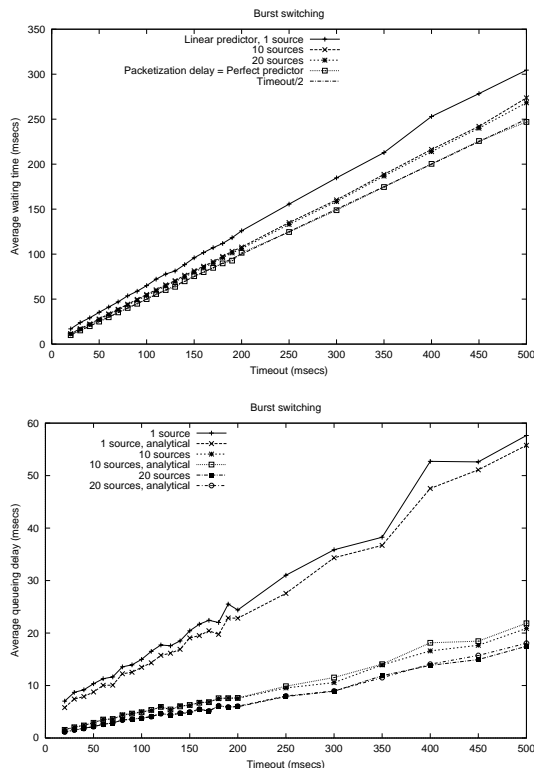 Burst switching
350
300
250
200
150
100
50
0
Average waiting time (msecs)
Linear predictor, 1 source
10 sources
20 sources
Packetization delay = Perfect predictor
Timeout/2
0 50 100 150 200 250 300 350 400 450 500
Timeout (msecs)
Burst switching
60
50
40
30
20
10
0
Average queueing delay (msecs)
1 source
1 source, analytical
10 sources
10 sources, analytical
20 sources
20 sources, analytical
0 50 100 150 200 250 300 350 400 450 500
Timeout (msecs)